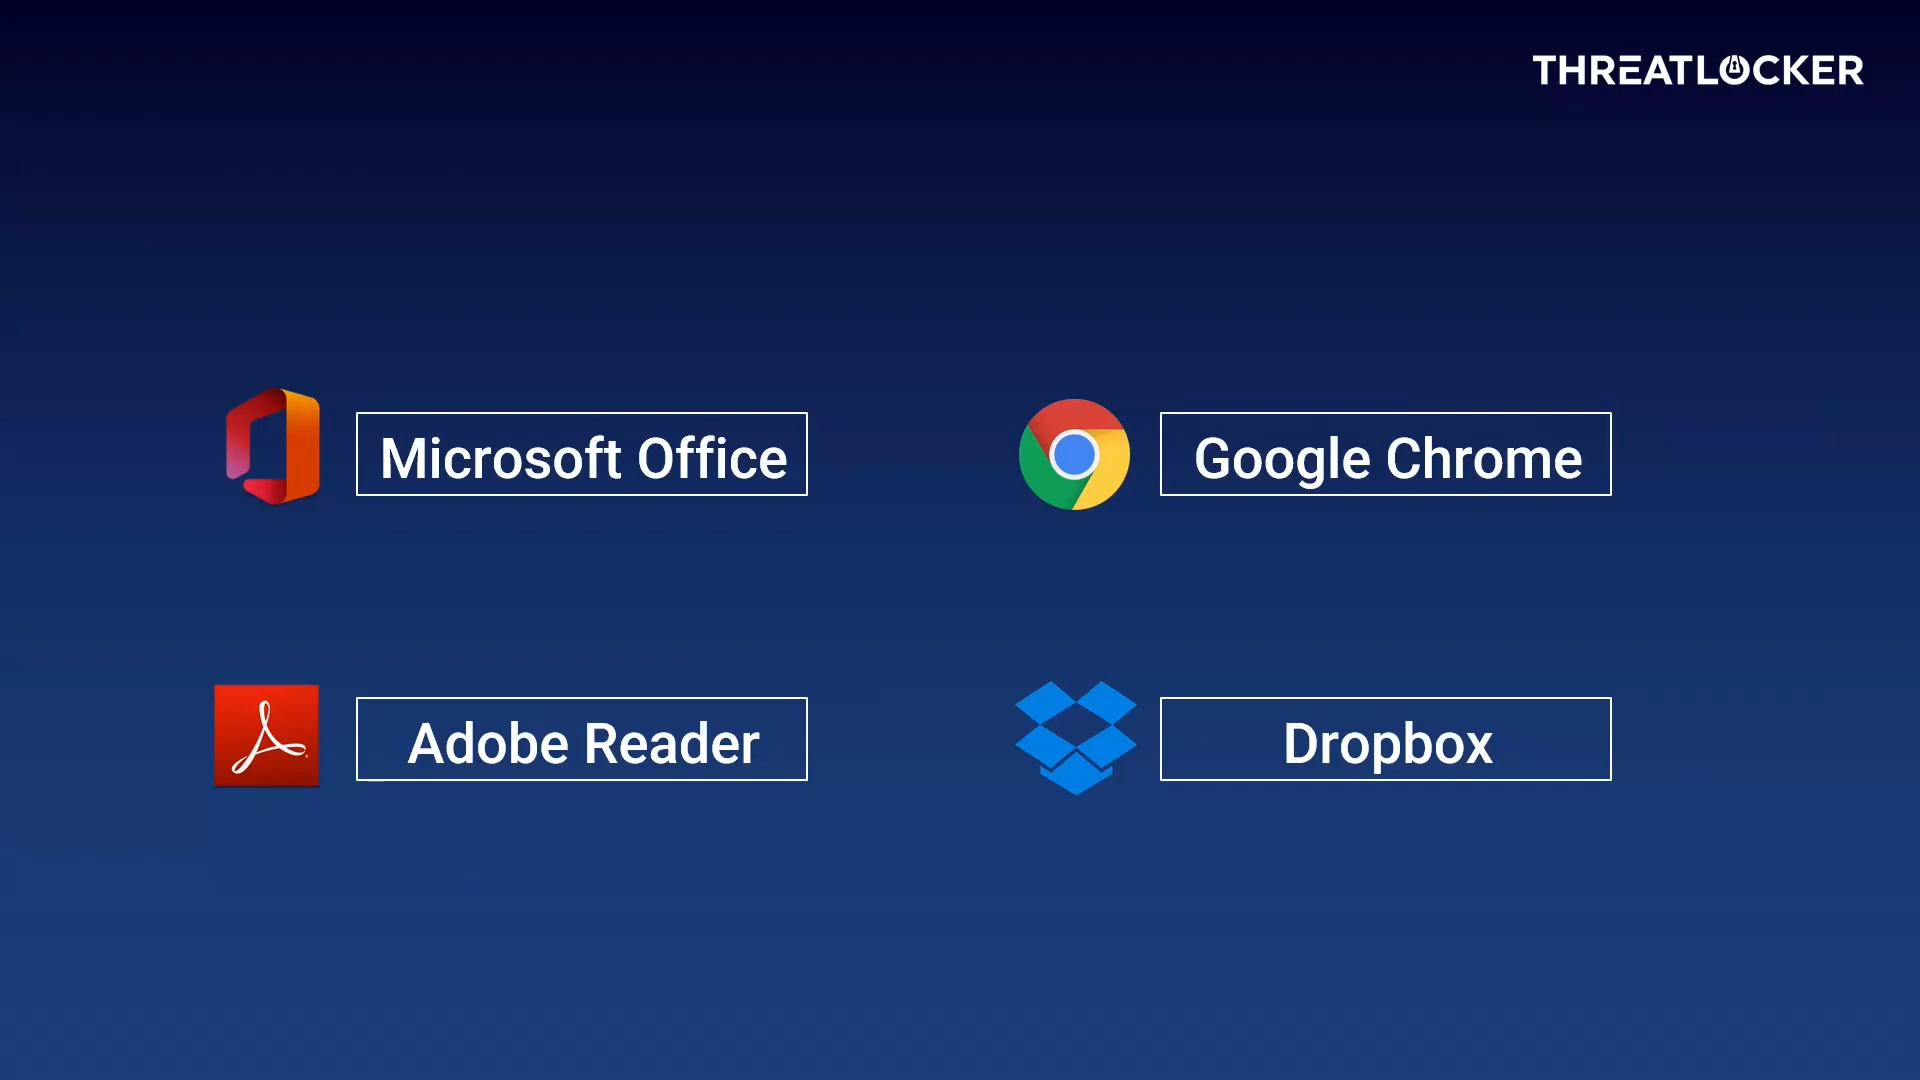 THREATLOCKER
Microsoft Office
Google Chrome
Adobe Reader
Dropbox